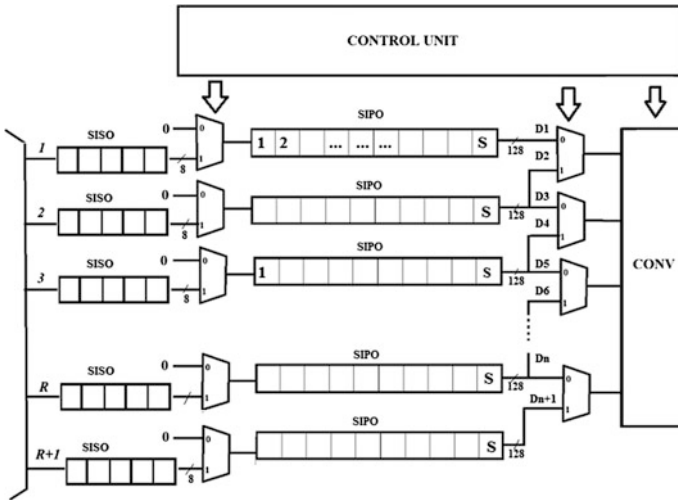 CONTROL UNIT
SISO
0
0
1
1
8
SIPO
1 2 ... ... ... S
128
D1
D2
0
1
SISO
0
0
2
1
8
SIPO
S
128
D3
D4
0
1
SISO
0
0
3
1
8
SIPO
1 S
128
D5
D6
0
1
CONV
SISO
0
0
R
1
SIPO
S
128
Dn
Dn+1
0
1
SISO
0
0
R+1
1
8
SIPO
S
128